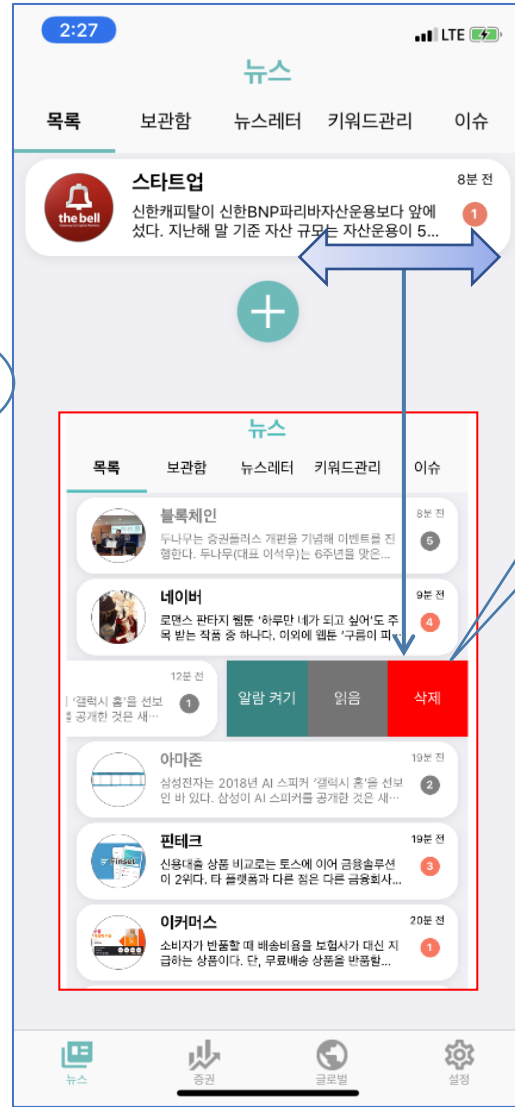 2:27
LTE
뉴스
목록 보관함 뉴스레터 키워드관리 이슈
the bell
스타트업
8분 전
신한캐피탈이 신한BNP파리바자산운용보다 앞에
섰다. 지난해 말 기준 자산 규모는 자산운용이 5...
1
뉴스
목록 보관함 뉴스레터 키워드관리 이슈
블록체인
8분 전
두나무는 증권플러스 개편을 기념해 이벤트를 진
행한다. 두나무(대표 이석우)는 6주년을 맞은...
5
네이버
9분 전
로맨스 판타지 웹툰 '하루만 네가 되고 싶어'도 주
목 받는 작품 중 하나다. 이외에 웹툰 '구름이 피...
4
12분 전
'갤럭시 홈'을 선보
공개한 것은 새...
1
알람 켜기 읽음 삭제
아마존
19분 전
삼성전자는 2018년 AI 스피커 '갤럭시 홈'을 선보
인 바 있다. 삼성이 AI 스피커를 공개한 것은 새...
2
핀테크
19분 전
Finset
신용대출 상품 비교로는 토스에 이어 금융솔루션
이 2위다. 타 플랫폼과 다른 점은 다른 금융회사...
3
이커머스
20분 전
소비자가 반품할 때 배송비용을 보험사가 대신 지
급하는 상품이다. 단, 무료배송 상품을 반품할...
1
뉴스 증권 글로벌 설정